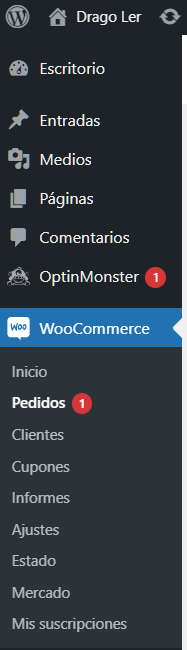 Drago Ler
Escritorio
Entradas
Medios
Páginas
Comentarios
OptinMonster 1
Woo WooCommerce
Inicio
Pedidos 1
Clientes
Cupones
Informes
Ajustes
Estado
Mercado
Mis suscripciones